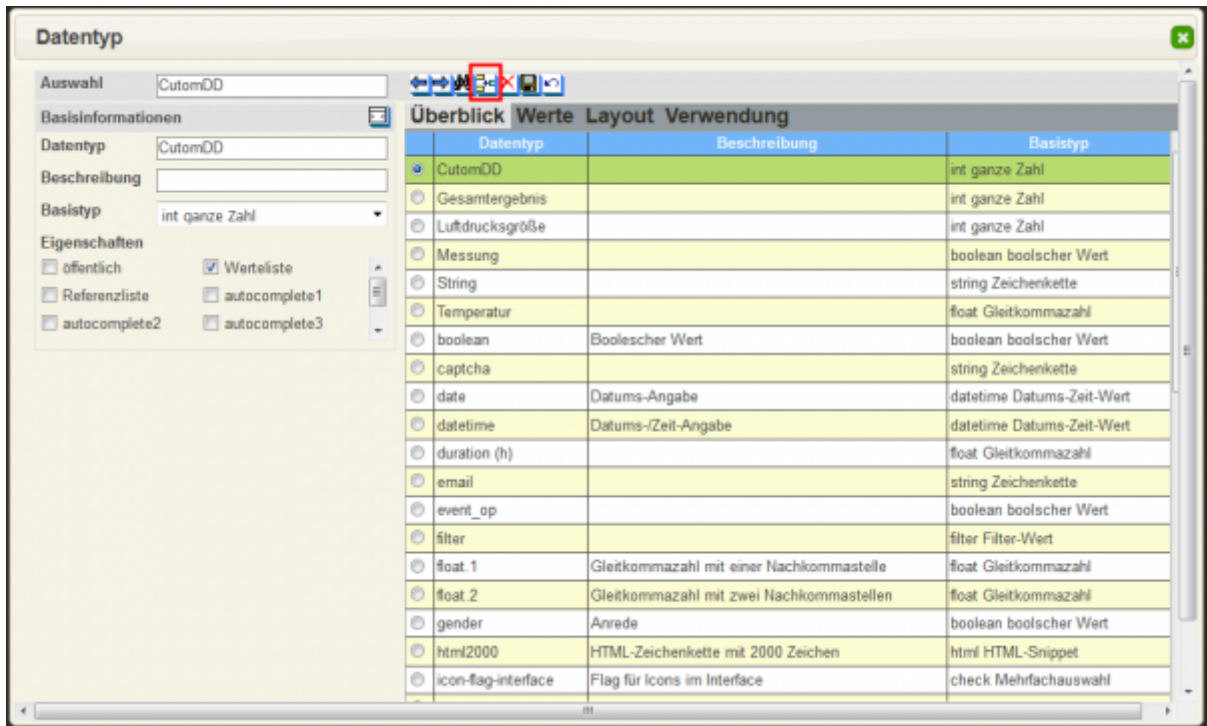 Datentyp
Auswahl CutomDD
Basisinformationen
Datentyp CutomDD
Beschreibung
Basistyp int ganze Zahl
Eigenschaften
öffentlich Werteliste
Referenzliste autocomplete1
autocomplete2 autocomplete3
Überblick Werte Layout Verwendung
Datentyp Beschreibung Basistyp
CutomDD int ganze Zahl
Gesamtergebnis int ganze Zahl
Luftdrucksgröße int ganze Zahl
Messung boolean boolscher Wert
String string Zeichenkette
Temperatur float Gleitkommazahl
boolean Boolescher Wert boolean boolscher Wert
captcha string Zeichenkette
date Datums-Angabe datetime Datums-Zeit-Wert
datetime Datums-/Zeit-Angabe datetime Datums-Zeit-Wert
duration (h) float Gleitkommazahl
email string Zeichenkette
event_op boolean boolscher Wert
filter filter Filter-Wert
float.1 Gleitkommazahl mit einer Nachkommastelle float Gleitkommazahl
float.2 Gleitkommazahl mit zwei Nachkommastellen float Gleitkommazahl
gender Anrede boolean boolscher Wert
html2000 HTML-Zeichenkette mit 2000 Zeichen html HTML-Snippet
icon-flag-interface Flag für Icons im Interface check Mehrfachauswahl